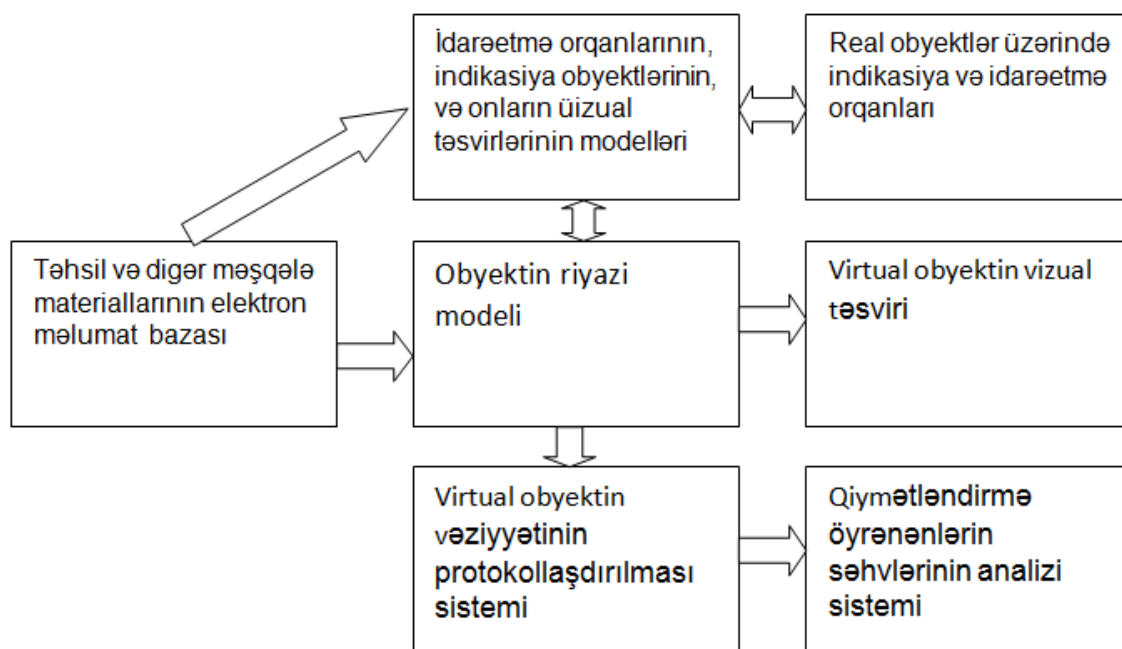 İdarəetmə orqanlarının,
indikasiya obyektlərinin,
və onların üizual
təsvirlərinin modelləri
Real obyektlər üzərində
indikasiya və idarəetmə
orqanları
Təhsil və digər məşqələ
materiallarının elektron
məlumat bazası
Obyektin riyazi
modeli
Virtual obyektin vizual
təsviri
Virtual obyektin
vəziyyətinin
protokollaşdırılması
sistemi
Qiymətləndirmə
öyrənənlərin
səhvlərinin analizi
sistemi